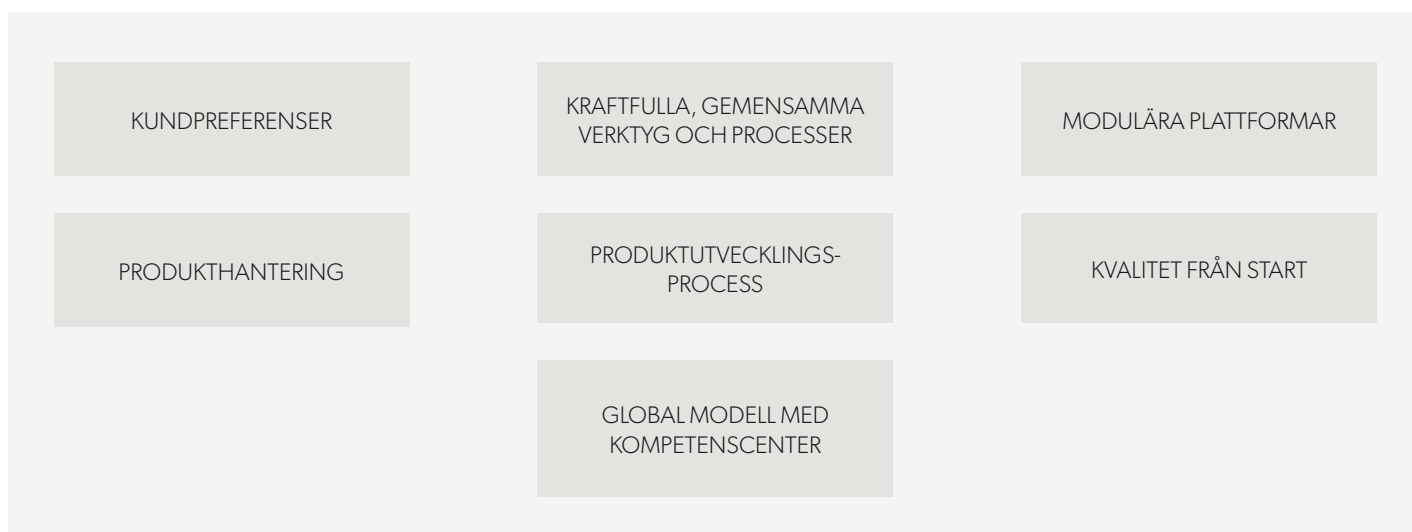 KUNDPREFERENSER
KRAFTFULLA, GEMENSAMMA
VERKTYG OCH PROCESSER
MODULÄRA PLATTFORMAR
PRODUKTHANTERING
PRODUKTUTVECKLINGS-
PROCESS
KVALITET FRÅN START
GLOBAL MODELL MED
KOMPETENSCENTER